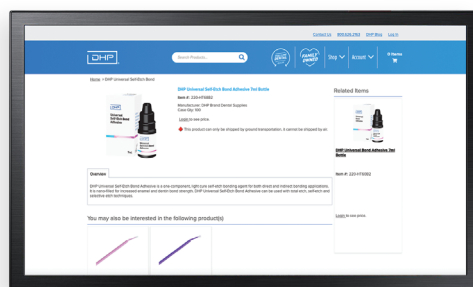 Contact Us 800.626.2163 DHP Blog Log In
DHP
Search Products...
FAMILY OWNED
Shop Account
0 Items
Home > DHP Universal Self-Etch Bond
DHP Universal Self-Etch Bond Adhesive 7ml Bottle
Manufacturer: DHP Brand Dental Supplies
Login to see price.
This product can only be shipped by ground transportation, it cannot be shipped by air.
Related Items
DHP Universal Bond Adhesive 7ml Bottle
Login to see price.
Overview
DHP Universal Self-Etch Bond Adhesive is a one-component, light-cure self-etch bonding agent for both direct and indirect bonding applications.
It is nano-filled for increased enamel and dentin bond strength. DHP Universal Self-Etch Bond Adhesive can be used with total etch, self-etch and
selective etch techniques.
You may also be interested in the following product(s)